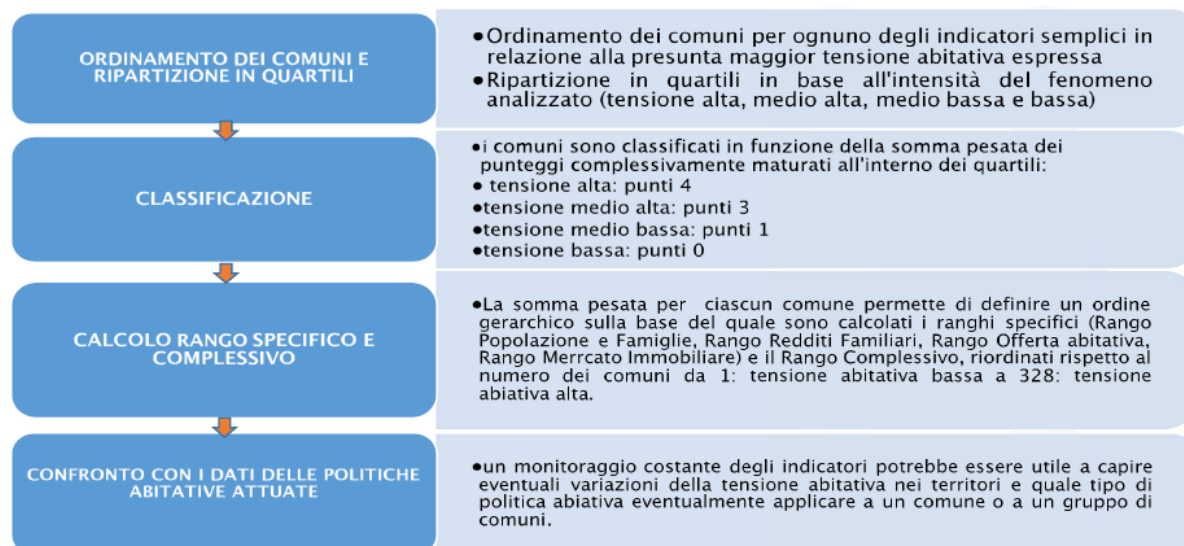 ORDINAMENTO DEI COMUNI E
RIPARTIZIONE IN QUARTILI
●Ordinamento dei comuni per ognuno degli indicatori semplici in
relazione alla presunta maggior tensione abitativa espressa
●Ripartizione in quartili in base all'intensità del fenomeno
analizzato (tensione alta, medio alta, medio bassa e bassa)
CLASSIFICAZIONE
●i comuni sono classificati in funzione della somma pesata dei
punteggi complessivamente maturati all'interno dei quartili:
● tensione alta: punti 4
●tensione medio alta: punti 3
●tensione medio bassa: punti 1
●tensione bassa: punti 0
CALCOLO RANGO SPECIFICO E
COMPLESSIVO
●La somma pesata per ciascun comune permette di definire un ordine
gerarchico sulla base del quale sono calcolati i ranghi specifici (Rango
Popolazione e Famiglie, Rango Redditi Familiari, Rango Offerta abitativa,
Rango Merrcato Immobiliare) e il Rango Complessivo, riordinati rispetto al
numero dei comuni da 1: tensione abitativa bassa a 328: tensione
abiativa alta.
CONFRONTO CON I DATI DELLE POLITICHE
ABITATIVE ATTUATE
●un monitoraggio costante degli indicatori potrebbe essere utile a capire
eventuali variazioni della tensione abitativa nei territori e quale tipo di
politica abiativa eventualmente applicare a un comune o a un gruppo di
comuni.